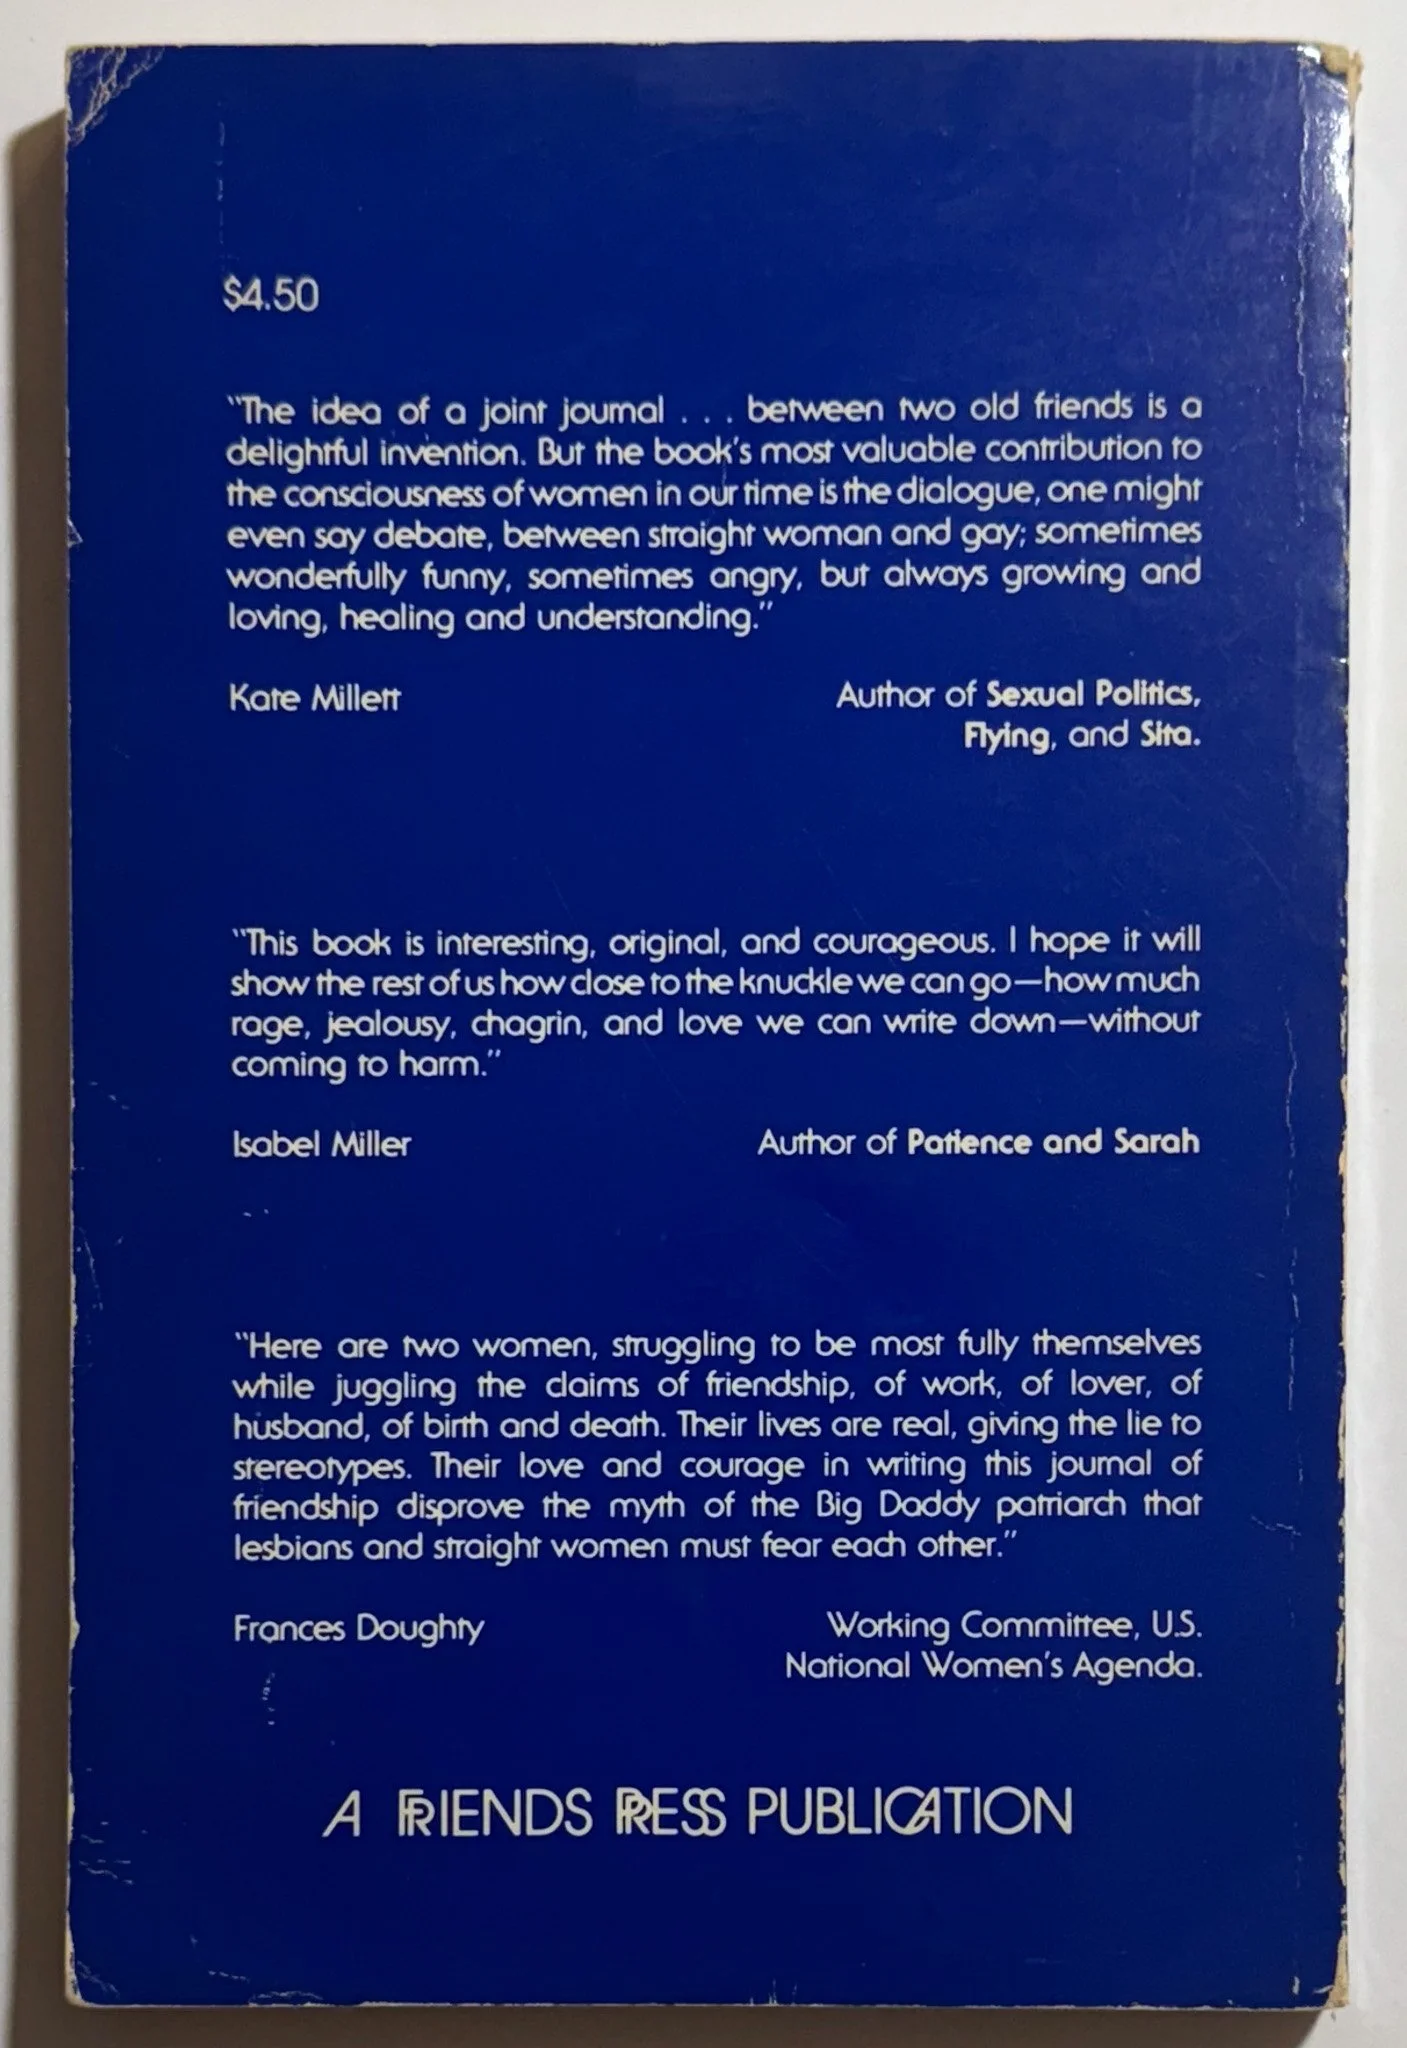 $4.50
"The idea of a joint journal . . . between two old friends is a
delightful invention. But the book's most valuable contribution to
the consciousness of women in our time is the dialogue, one might
even say debate, between straight woman and gay; sometimes
wonderfully funny, sometimes angry, but always growing and
loving, healing and understanding."
Kate Millett
Author of Sexual Politics,
Flying, and Sita.
"This book is interesting, original, and courageous. I hope it will
show the rest of us how close to the knuckle we can go—how much
rage, jealousy, chagrin, and love we can write down—without
coming to harm."
Isabel Miller
Author of Patience and Sarah
"Here are two women, struggling to be most fully themselves
while juggling the claims of friendship, of work, of lover, of
husband, of birth and death. Their lives are real, giving the lie to
stereotypes. Their love and courage in writing this journal of
friendship disprove the myth of the Big Daddy patriarch that
lesbians and straight women must fear each other."
Frances Doughty
Working Committee, U.S.
National Women's Agenda.
A FRIENDS PRESS PUBLICATION